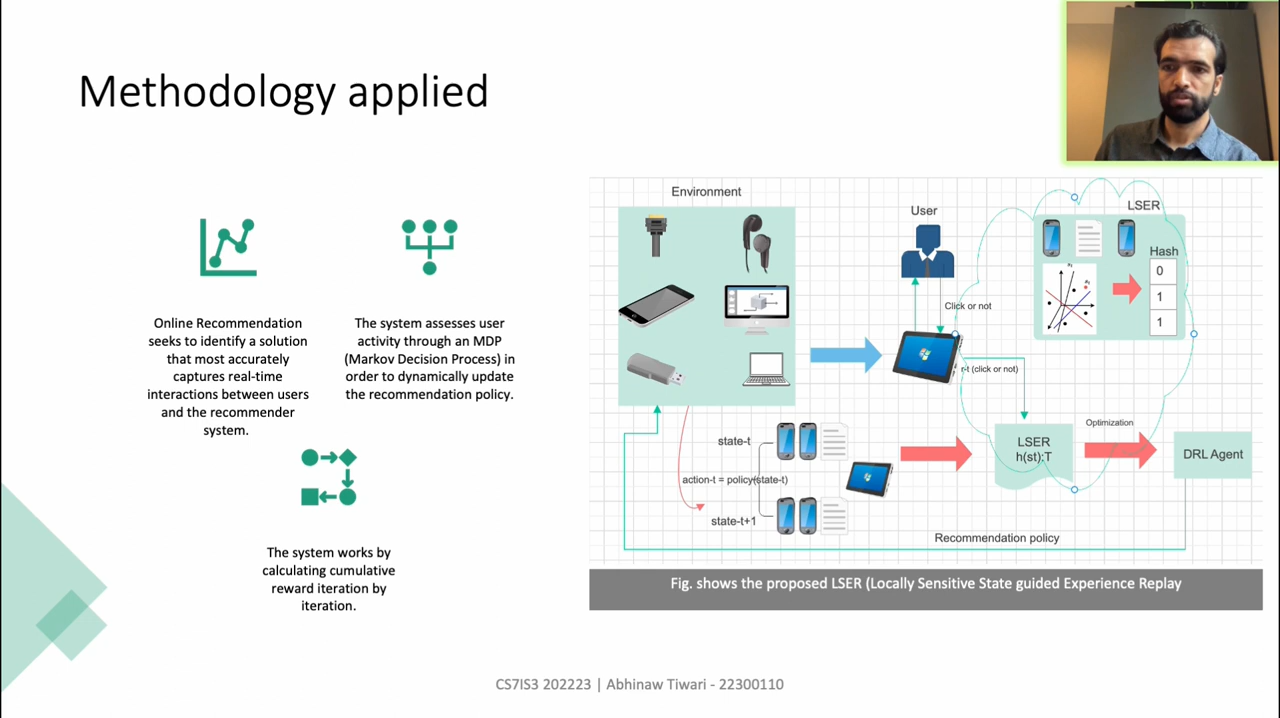 Methodology applied
Online Recommendation
seeks to identify a solution
that most accurately
captures real-time
interactions between users
and the recommender
system.
The system assesses user
activity through an MDP
(Markov Decision Process) in
order to dynamically update
the recommendation policy.
The system works by
calculating cumulative
reward iteration by
iteration.
Environment
User
Click or not
LSER
Hash
0
1
1
r-t (click or not)
state-t
action-t = policy(state-t)
state-t+1
LSER
h(st):T
Optimization
DRL Agent
Recommendation policy
Fig. shows the proposed LSER (Locally Sensitive State guided Experience Replay
CS7IS3 202223 | Abhinaw Tiwari - 22300110